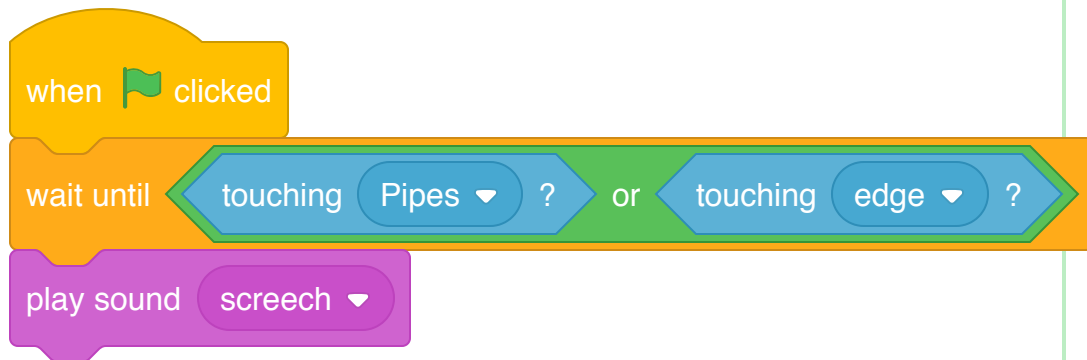 when clicked
wait until touching Pipes ? or touching edge ?
play sound screech